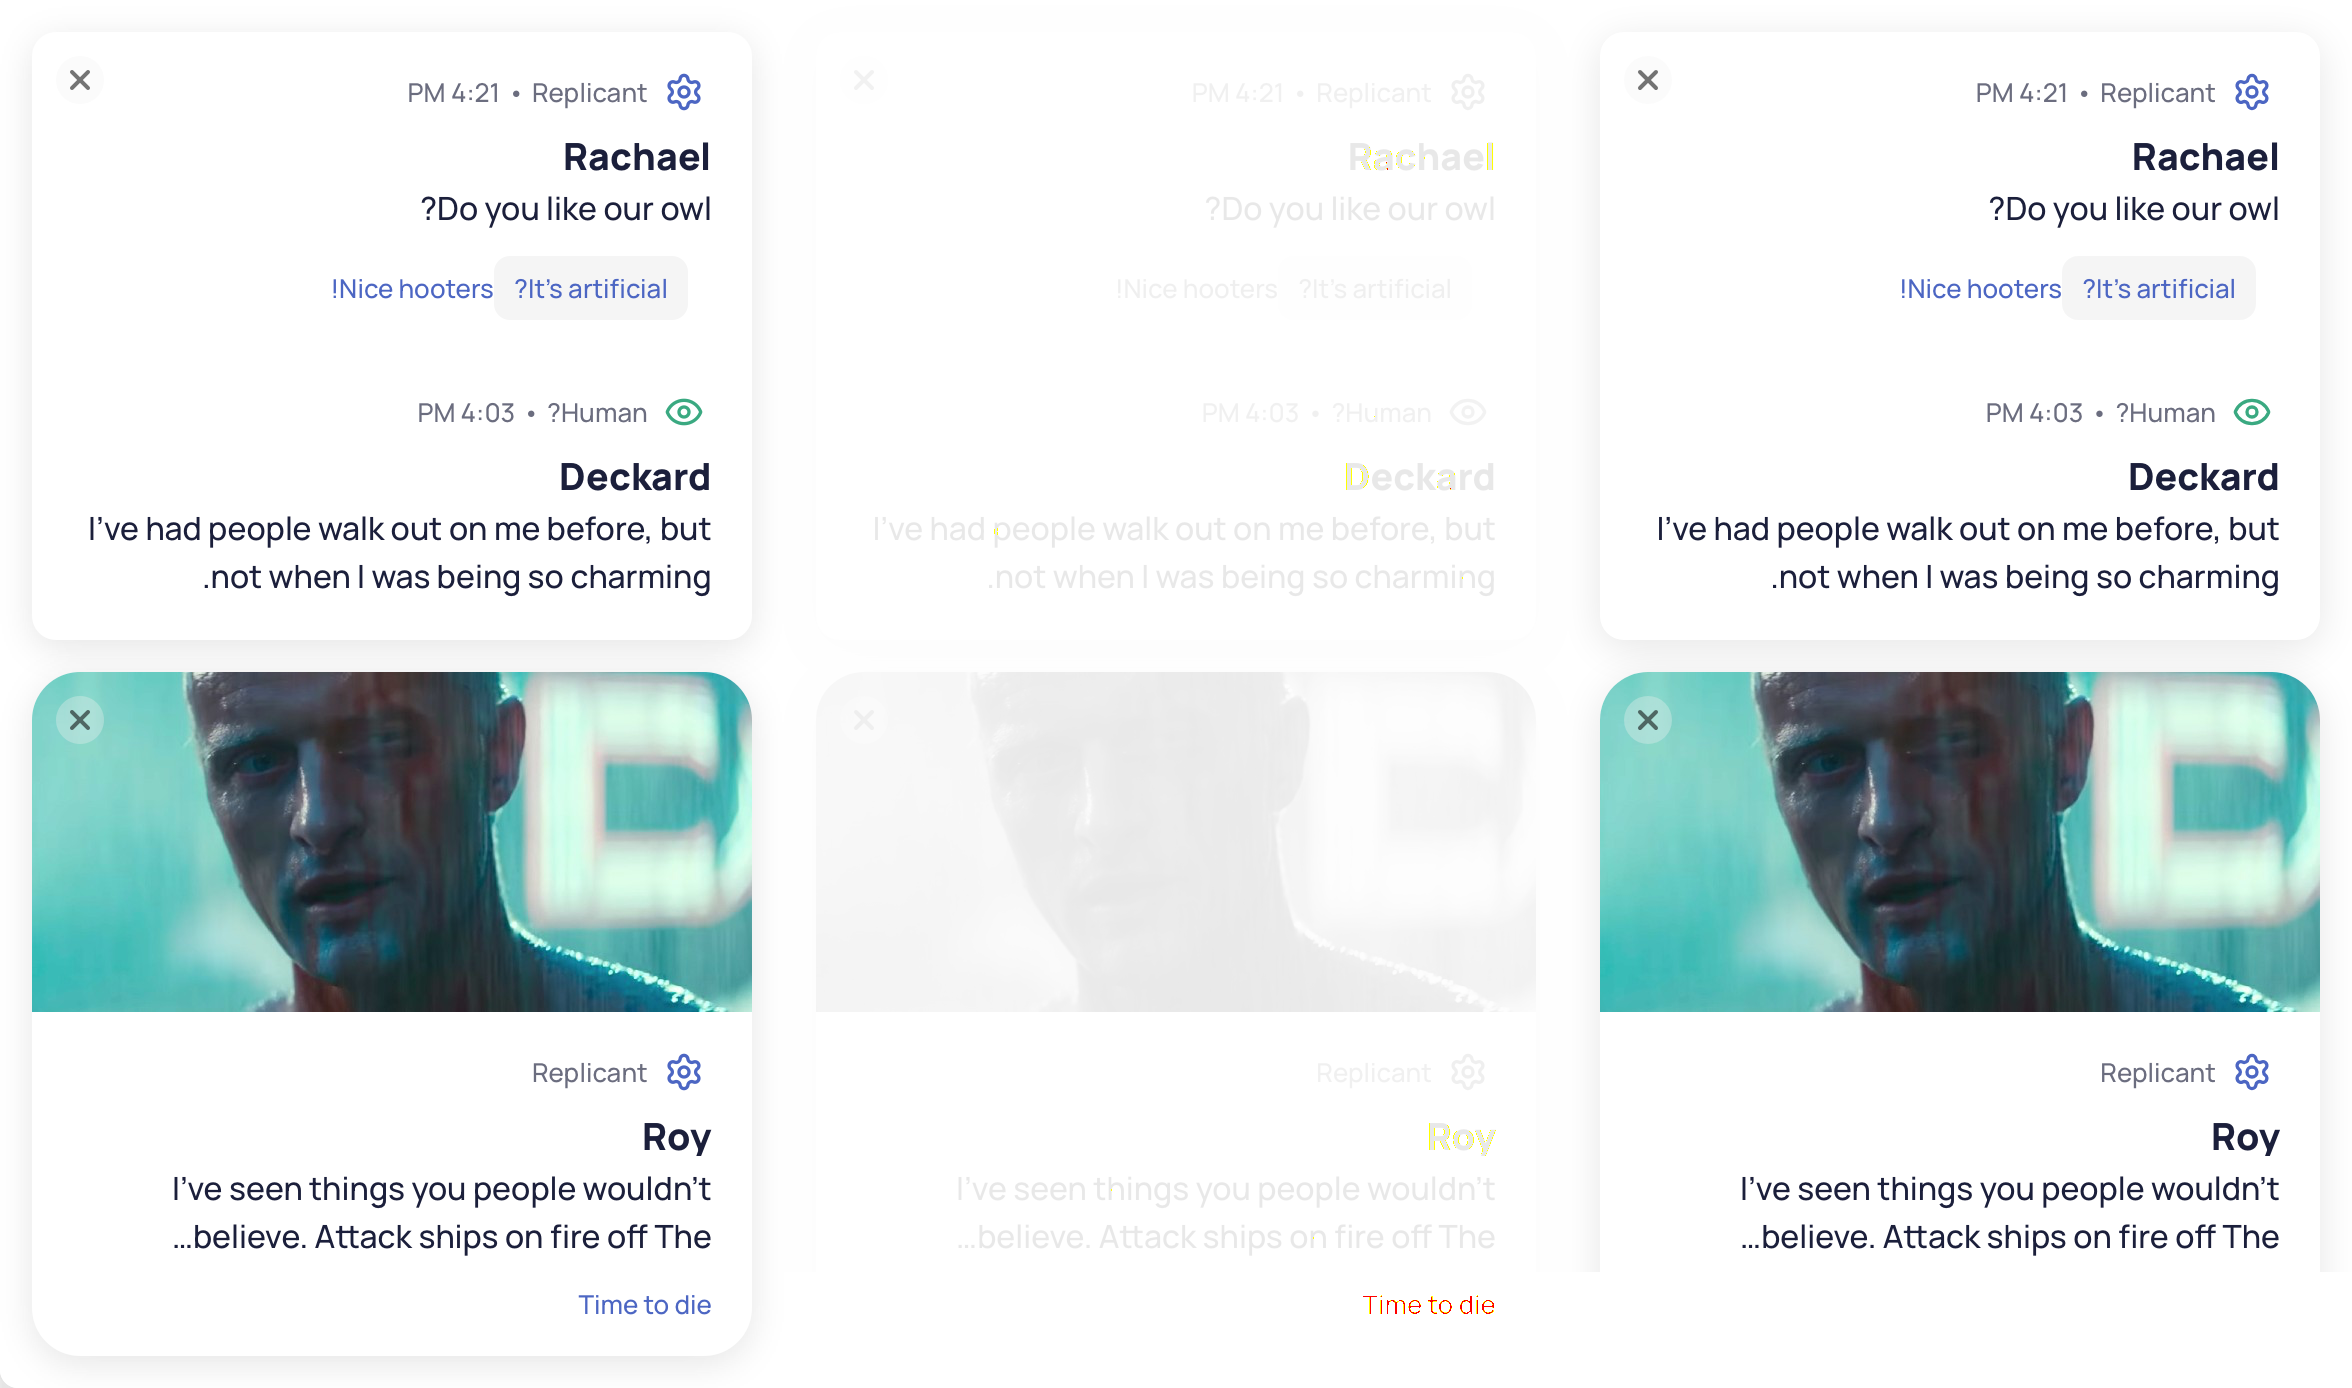 PM 4:21 • Replicant
Rachael
?Do you like our owl
!Nice hooters ?It's artificial
PM 4:03 • ?Human
Deckard
I've had people walk out on me before, but
.not when I was being so charming
Replicant
Roy
I've seen things you people wouldn't
...believe. Attack ships on fire off The
Time to die
PM 4:21 • Replicant
Rachael
?Do you like our owl
!Nice hooters ?It's artificial
PM 4:03 • ?Human
Deckard
I've had people walk out on me before, but
.not when I was being so charming
Replicant
Roy
I've seen things you people wouldn't
...believe. Attack ships on fire off The
Time to die
PM 4:21 • Replicant
Rachael
?Do you like our owl
!Nice hooters ?It's artificial
PM 4:03 • ?Human
Deckard
I've had people walk out on me before, but
.not when I was being so charming
Replicant
Roy
I've seen things you people wouldn't
...believe. Attack ships on fire off The